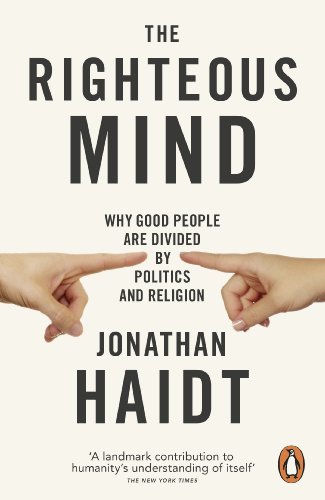 THE
RIGHTEOUS
MIND
WHY GOOD PEOPLE
ARE DIVIDED
BY
POLITICS
AND RELIGION
JONATHAN
HAIDT
'A landmark contribution to
humanity's understanding of itself'
THE NEW YORK TIMES